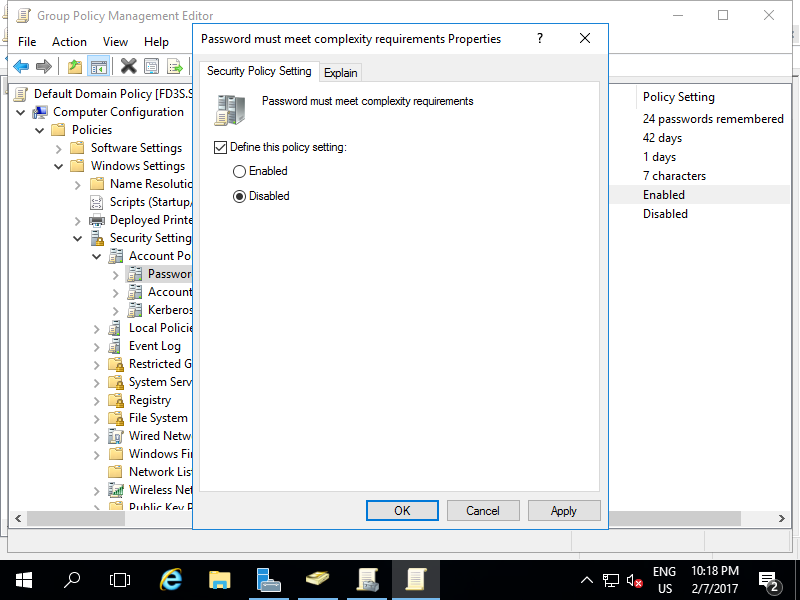 Group Policy Management Editor
File Action View Help
Password must meet complexity requirements Properties
?
Security Policy Setting
Explain
Password must meet complexity requirements
Define this policy setting:
Enabled
Disabled
OK
Cancel
Apply
Default Domain Policy [FD3S.S
Computer Configuration
Policies
Software Settings
Windows Settings
Name Resolutio
Scripts (Startup/
Deployed Printe
Security Setting
Account Po
Passwor
Account
Kerberos
Local Policie
Event Log
Restricted G
System Serv
Registry
File System
Wired Netw
Windows Fi
Network Lis
Wireless Net
Public Key P
Policy Setting
24 passwords remembered
42 days
1 days
7 characters
Enabled
Disabled
ENG
US
10:18 PM
2/7/2017
2